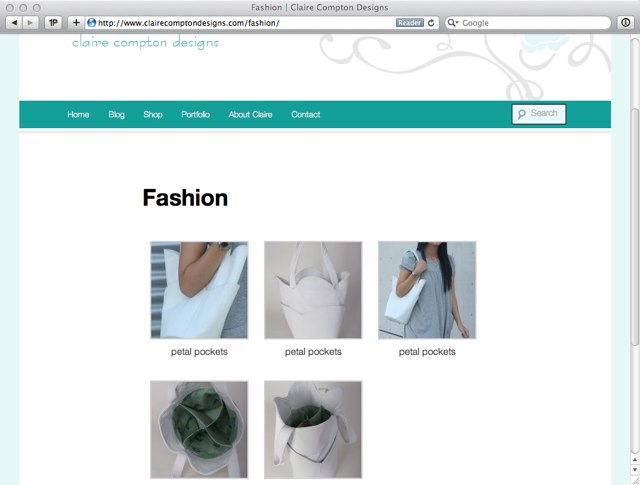 Fashion | Claire Compton Designs
1P
+
http://www.clairecomptondesigns.com/fashion/
Reader
Google
claire compton designs
Home Blog Shop Portfolio About Claire Contact Search
Fashion
petal pockets petal pockets petal pockets